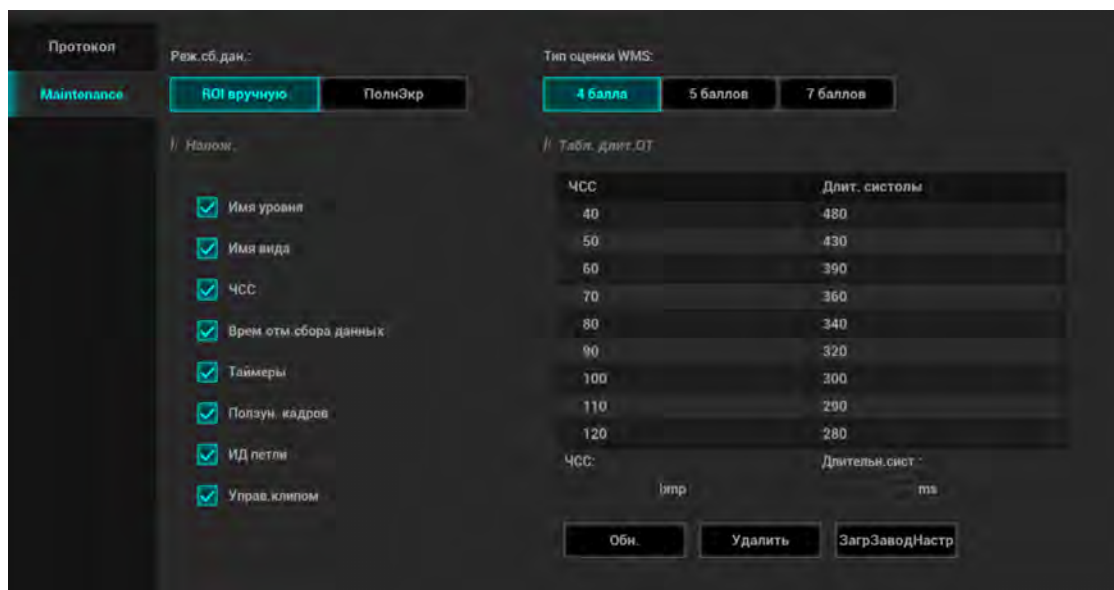 Протокол
Maintenance
Реж.сб.дан.:
ROI вручную ПолнЭкр
Налож.
Имя уровня
Имя вида
ЧСС
Врем.отм.сбора данных
Таймеры
Ползун. кадров
ИД петли
Управ.клипом
Тип оценки WMS:
4 балла 5 баллов 7 баллов
Табл. длит.ОТ
ЧСС Длит. систолы
40 480
50 430
60 390
70 360
80 340
90 320
100 300
110 290
120 280
ЧСС: Длительн.сист.:
ms
Обн. Удалить ЗагрЗаводНастр